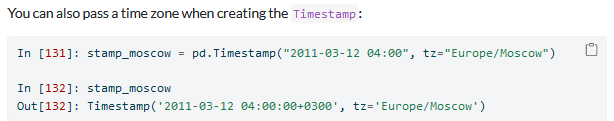 You can also pass a time zone when creating the Timestamp:
In [131]: stamp_moscow = pd.Timestamp("2011-03-12 04:00", tz="Europe/Moscow")
In [132]: stamp_moscow
Out[132]: Timestamp('2011-03-12 04:00:00+0300', tz='Europe/Moscow')